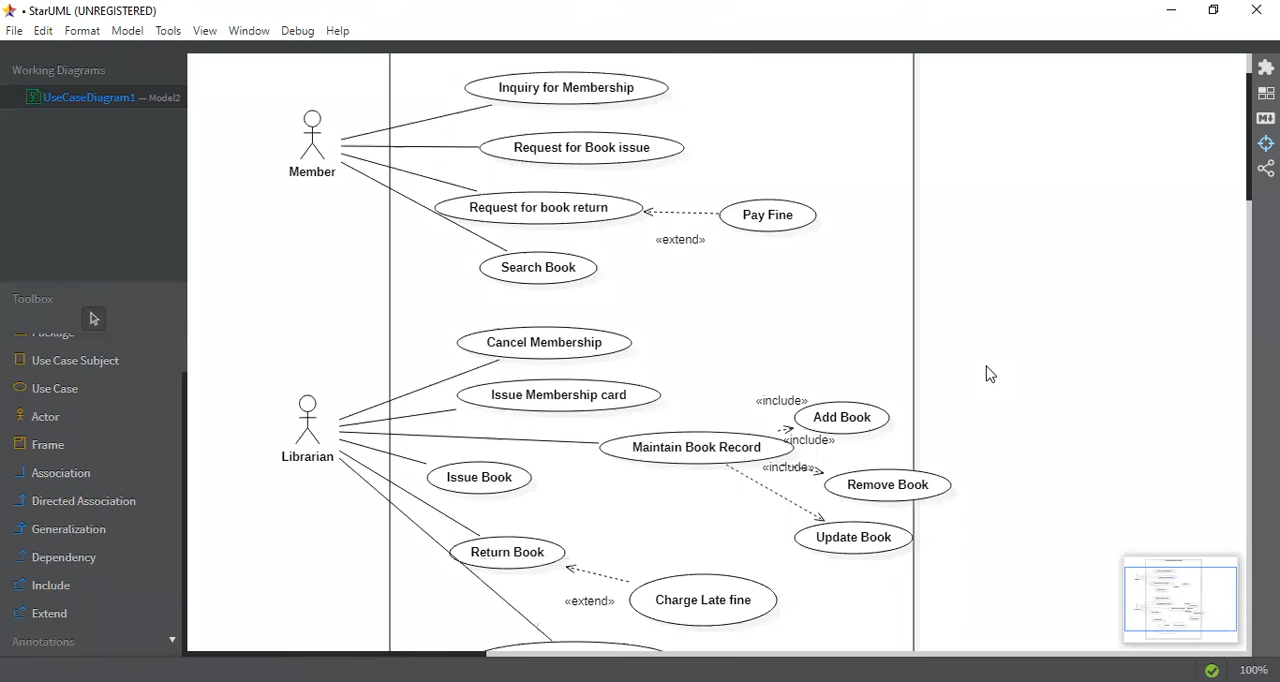 • StarUML (UNREGISTERED)
File Edit Format Model Tools View Window Debug Help
Working Diagrams
UseCaseDiagram1 — Model2
Toolbox
Package
Use Case Subject
Use Case
Actor
Frame
Association
Directed Association
Generalization
Dependency
Include
Extend
Annotations
Member
Inquiry for Membership
Request for Book issue
Request for book return
Pay Fine
«extend»
Search Book
Librarian
Cancel Membership
Issue Membership card
«include»
Add Book
Maintain Book Record
«include»
«include»
Issue Book
Remove Book
Update Book
Return Book
«extend»
Charge Late fine
100%